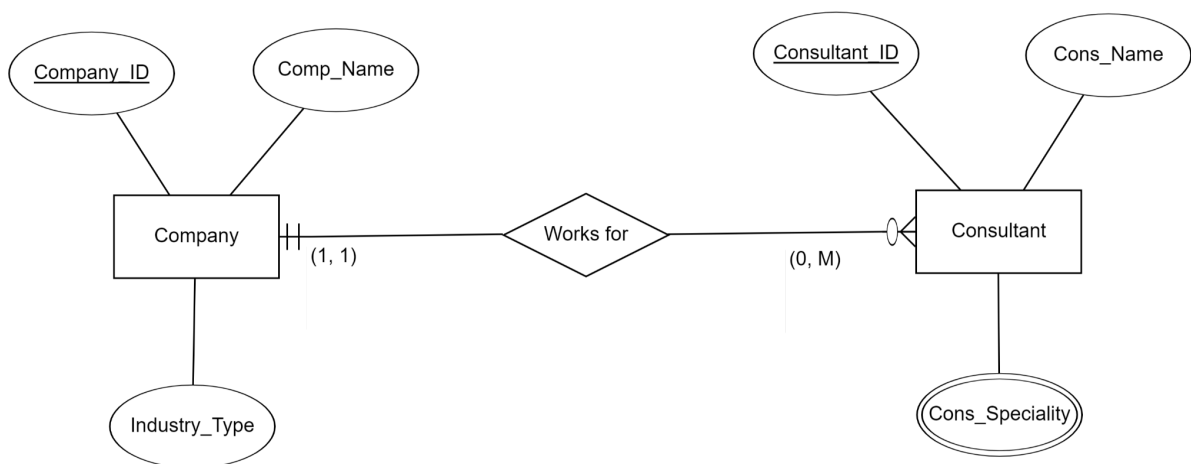 Company_ID
Comp_Name
Consultant_ID
Cons_Name
Company
(1, 1)
Works for
(0, M)
Consultant
Industry_Type
Cons_Speciality